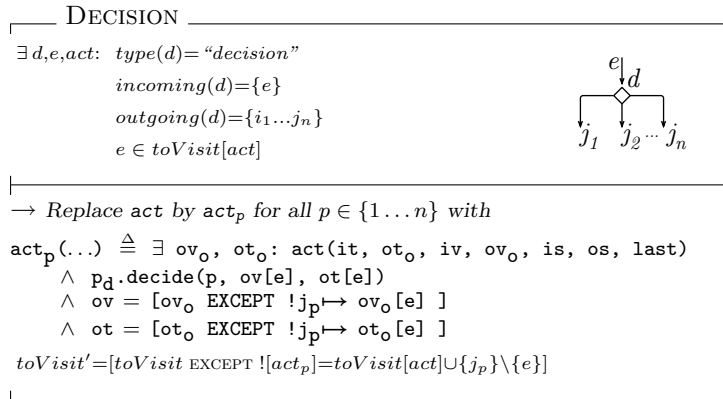 DECISION
∃ d,e,act: type(d)=“decision”
incoming(d)={e}
outgoing(d)={i₁...jₙ}
e ∈ toVisit[act]
e
d
j₁ j₂ ... jₙ
→ Replace act by actₚ for all p ∈ {1 . . . n} with
actₚ(...) ≜ ∃ ovₒ, otₒ: act(it, otₒ, iv, ovₒ, is, os, last)
∧ p_d.decide(p, ov[e], ot[e])
∧ ov = [ovₒ EXCEPT !jₚ↦ ovₒ[e] ]
∧ ot = [otₒ EXCEPT !jₚ↦ otₒ[e] ]
toVisit′=[toVisit EXCEPT ![actₚ]=toVisit[act]∪{jₚ}\{e}]